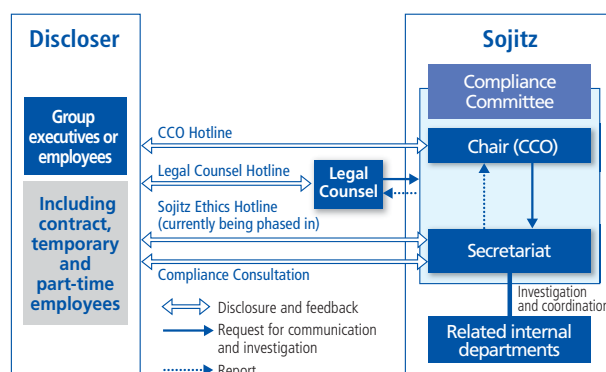 Discloser
Group
executives or
employees
Including
contract,
temporary
and
part-time
employees
CCO Hotline
Legal Counsel Hotline
Legal
Counsel
Sojitz Ethics Hotline
(currently being phased in)
Compliance Consultation
Disclosure and feedback
Request for communication
and investigation
Report
Sojitz
Compliance
Committee
Chair (CCO)
Secretariat
Investigation
and coordination
Related internal
departments